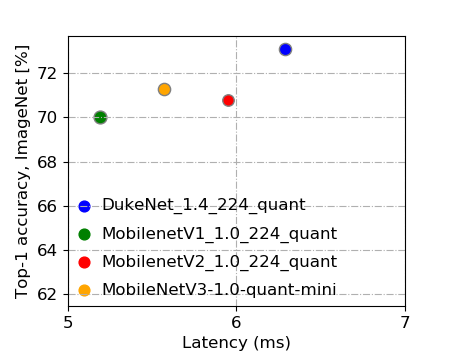 Top-1 accuracy, ImageNet [%]
72
70
68
66
64
62
DukeNet_1.4_224_quant
MobilenetV1_1.0_224_quant
MobilenetV2_1.0_224_quant
MobileNetV3-1.0-quant-mini
5
6
7
Latency (ms)